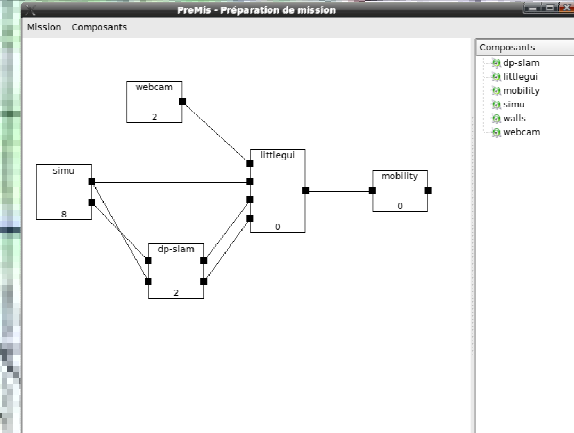 PreMis - Préparation de mission
Mission Composants
Composants
dp-slam
littlegui
mobility
simu
walls
webcam
webcam
2
littlegui
0
simu
8
mobility
0
dp-slam
2